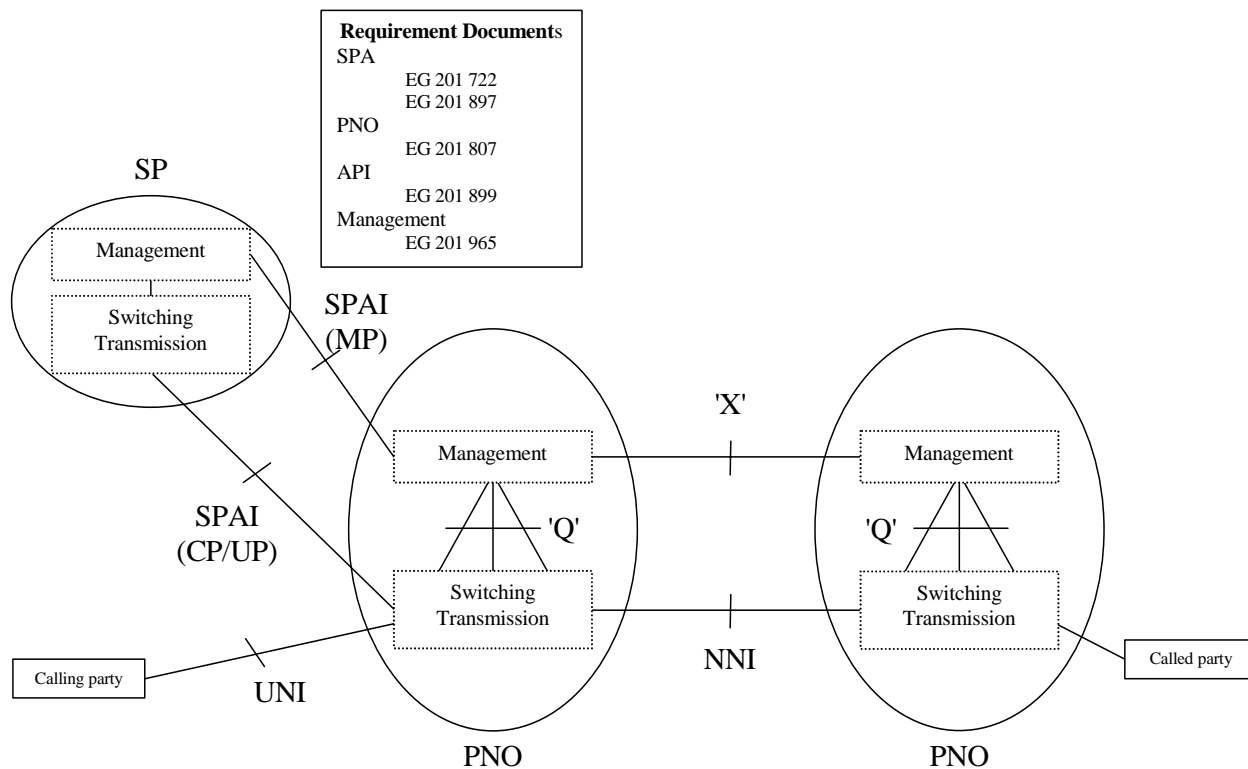 Requirement Documents
SPA
EG 201 722
EG 201 897
PNO
EG 201 807
API
EG 201 899
Management
EG 201 965
SP
Management
Switching
Transmission
SPAI
(MP)
SPAI
(CP/UP)
'X'
Management
Management
'Q'
'Q'
Switching
Transmission
Switching
Transmission
NNI
UNI
Calling party
Called party
PNO
PNO